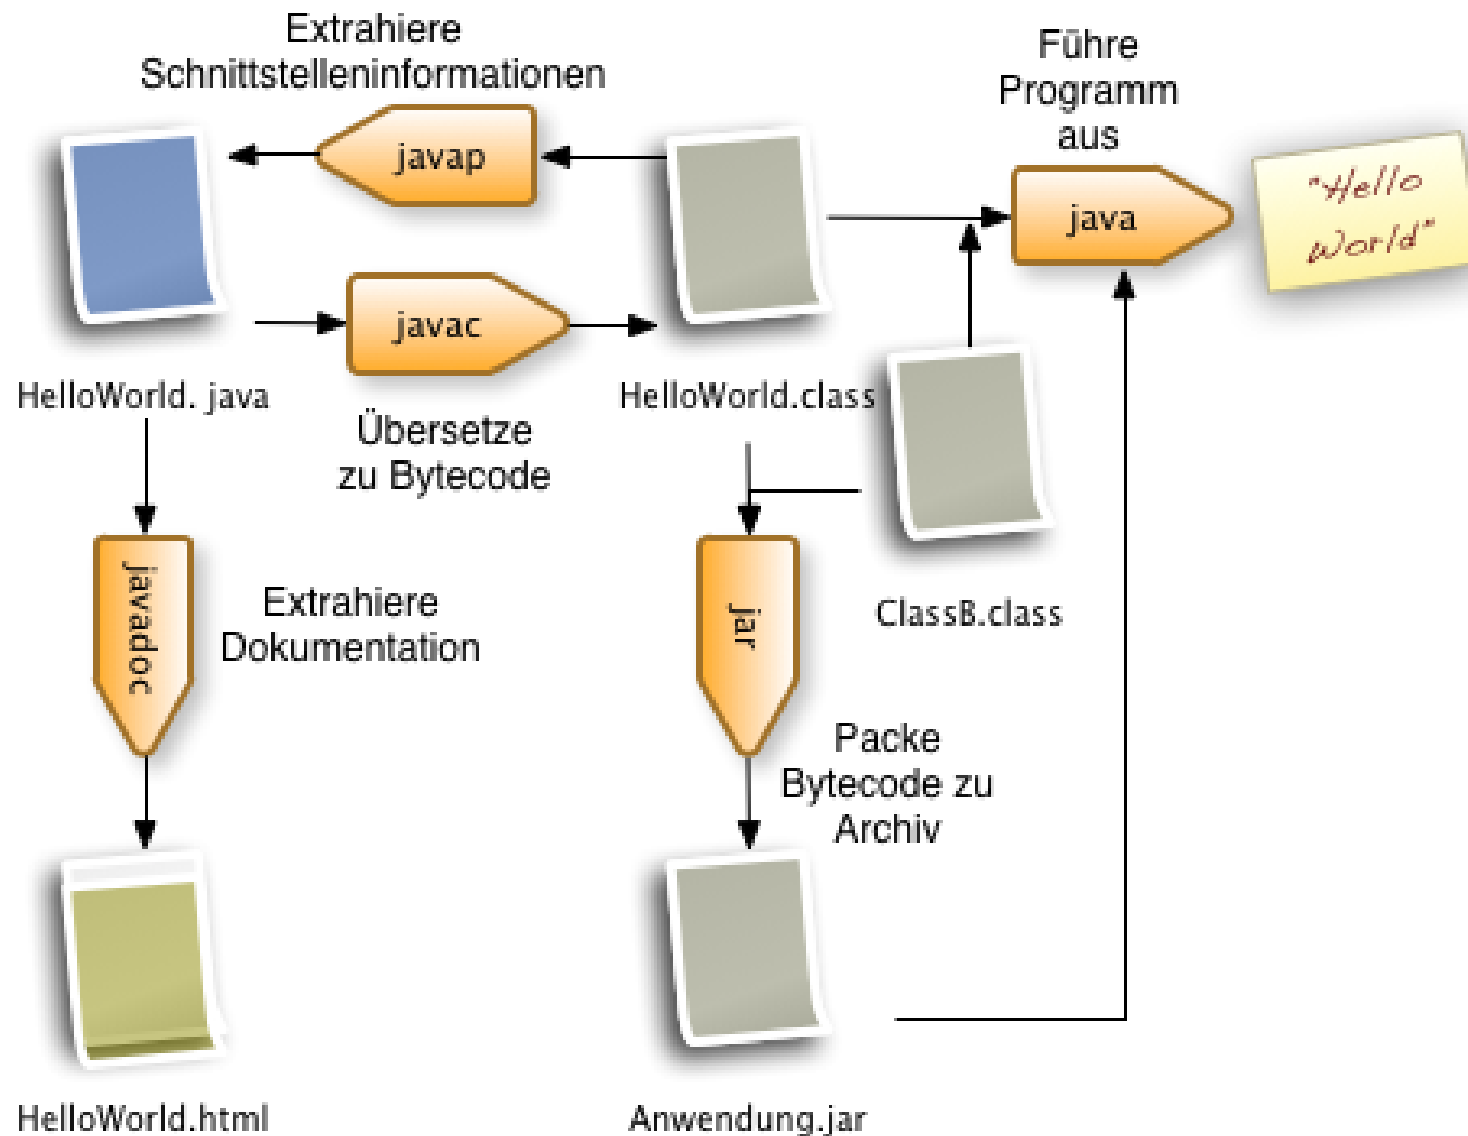 Extrahiere
Schnittstelleninformationen
Führe
Programm
aus
javap
java
"Hello
World"
javac
HelloWorld. java
HelloWorld.class
Übersetze
zu Bytecode
javadoc
Extrahiere
Dokumentation
jar
ClassB.class
Packe
Bytecode zu
Archiv
HelloWorld.html
Anwendung.jar